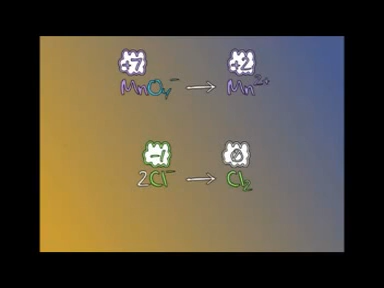 +7 +2
MnO₄⁻ → Mn²⁺
-1 0
2Cl⁻ → Cl₂